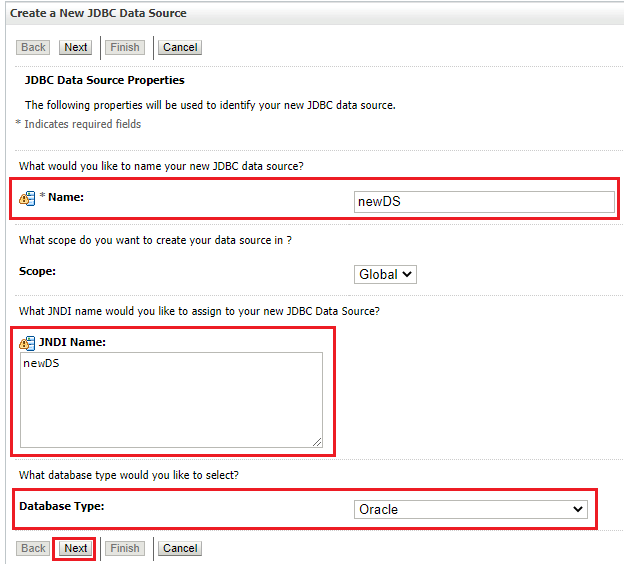 Create a New JDBC Data Source
Back Next Finish Cancel
JDBC Data Source Properties
The following properties will be used to identify your new JDBC data source.
* Indicates required fields
What would you like to name your new JDBC data source?
* Name: newDS
What scope do you want to create your data source in ?
Scope: Global
What JNDI name would you like to assign to your new JDBC Data Source?
JNDI Name:
newDS
What database type would you like to select?
Database Type: Oracle
Back Next Finish Cancel